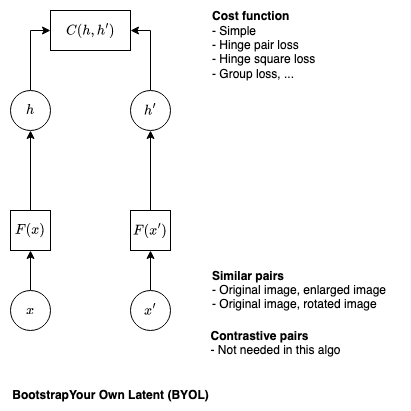 C(h, h′)
Cost function
- Simple
- Hinge pair loss
- Hinge square loss
- Group loss, ...
h
h′
F(x)
F(x′)
Similar pairs
- Original image, enlarged image
- Original image, rotated image
x
x′
Contrastive pairs
- Not needed in this algo
BootstrapYour Own Latent (BYOL)